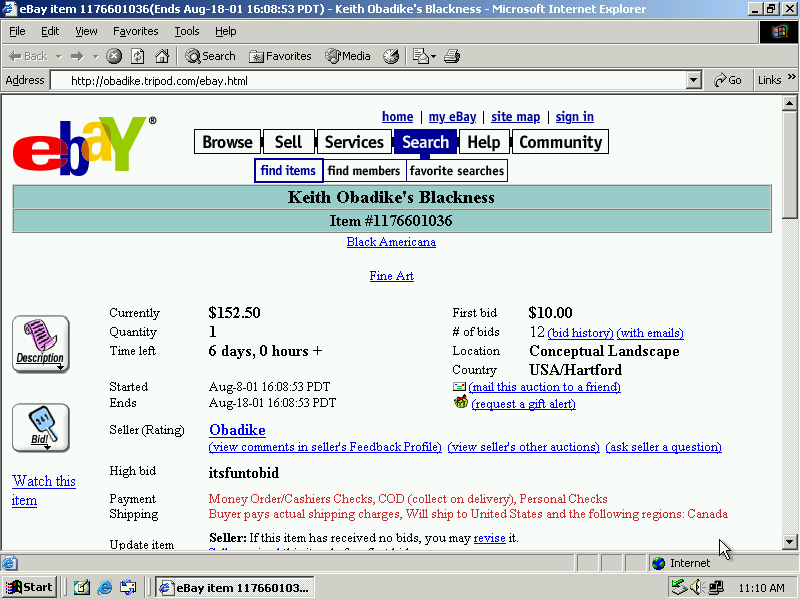 eBay item 1176601036(Ends Aug-18-01 16:08:53 PDT) - Keith Obadike's Blackness - Microsoft Internet Explorer
File Edit View Favorites Tools Help
Back Search Favorites Media
Address http://obadike.tripod.com/ebay.html Go Links »
home | my eBay | site map | sign in
ebaY®
Browse Sell Services Search Help Community
find items find members favorite searches
Keith Obadike's Blackness
Item #1176601036
Black Americana
Fine Art
Currently $152.50 First bid $10.00
Quantity 1 # of bids 12 (bid history) (with emails)
Time left 6 days, 0 hours + Location Conceptual Landscape
Country USA/Hartford
Description
Started Aug-8-01 16:08:53 PDT (mail this auction to a friend)
Ends Aug-18-01 16:08:53 PDT (request a gift alert)
Seller (Rating) Obadike
(view comments in seller's Feedback Profile) (view seller's other auctions) (ask seller a question)
Bid!
High bid itsfuntobid
Watch this
item
Payment Money Order/Cashiers Checks, COD (collect on delivery), Personal Checks
Shipping Buyer pays actual shipping charges, Will ship to United States and the following regions: Canada
Update item Seller: If this item has received no bids, you may revise it.
Internet
Start eBay item 117660103... 11:10 AM